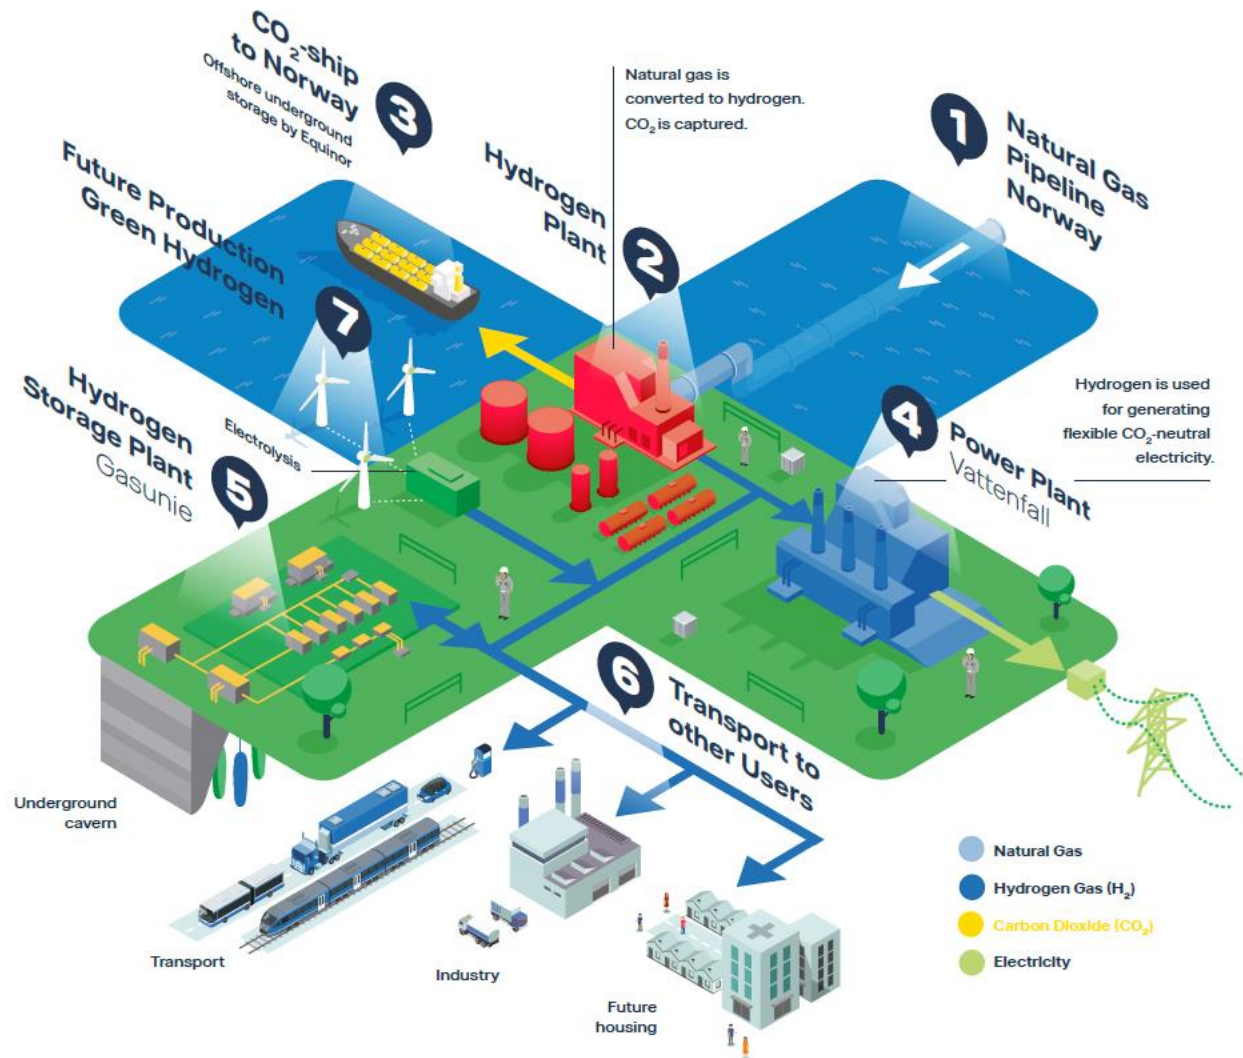 CO₂-ship
to Norway
Offshore underground
storage by Equinor
3
Natural gas is
converted to hydrogen.
CO₂ is captured.
1
Natural Gas
Pipeline
Norway
Hydrogen
Plant
2
Future Production
Green Hydrogen
7
Hydrogen
Storage Plant
Gasunie
5
Electrolysis
4
Power Plant
Vattenfall
Hydrogen is used
for generating
flexible CO₂-neutral
electricity.
6
Transport to
other Users
Underground
cavern
Transport
Industry
Future
housing
Natural Gas
Hydrogen Gas (H₂)
Carbon Dioxide (CO₂)
Electricity